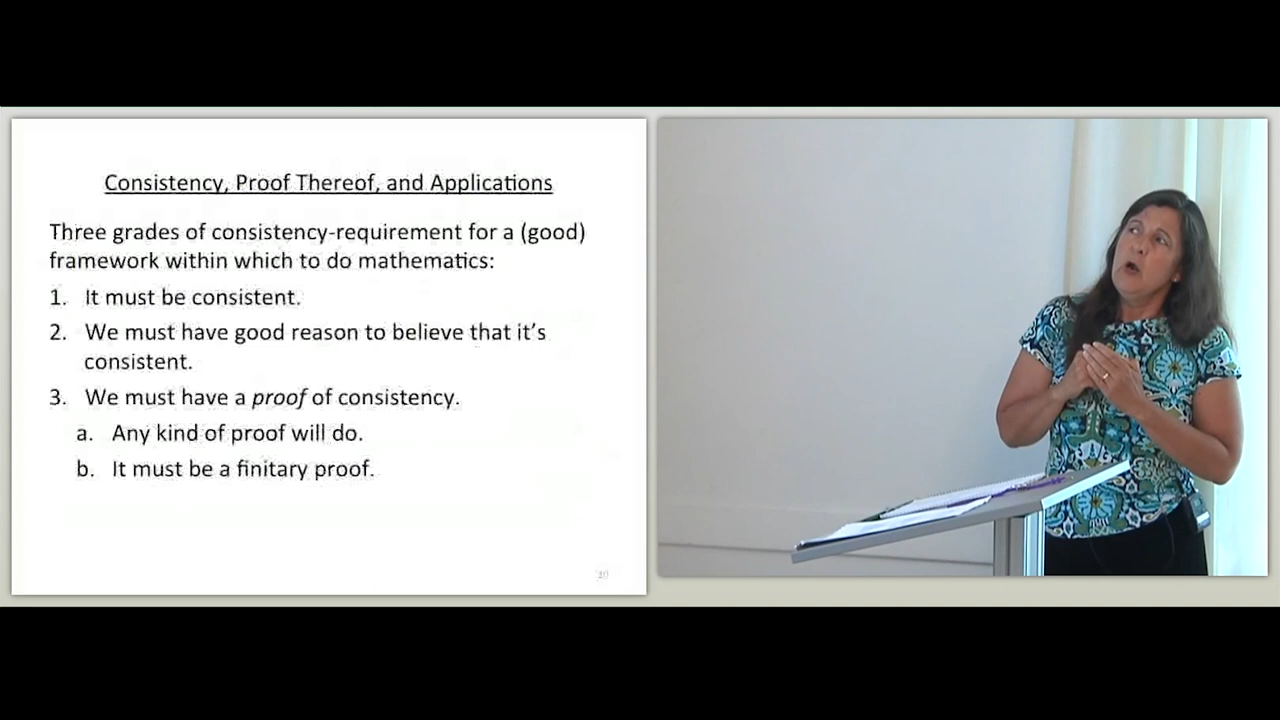 Consistency, Proof Thereof, and Applications
Three grades of consistency-requirement for a (good)
framework within which to do mathematics:
1. It must be consistent.
2. We must have good reason to believe that it's
consistent.
3. We must have a proof of consistency.
a. Any kind of proof will do.
b. It must be a finitary proof.
20